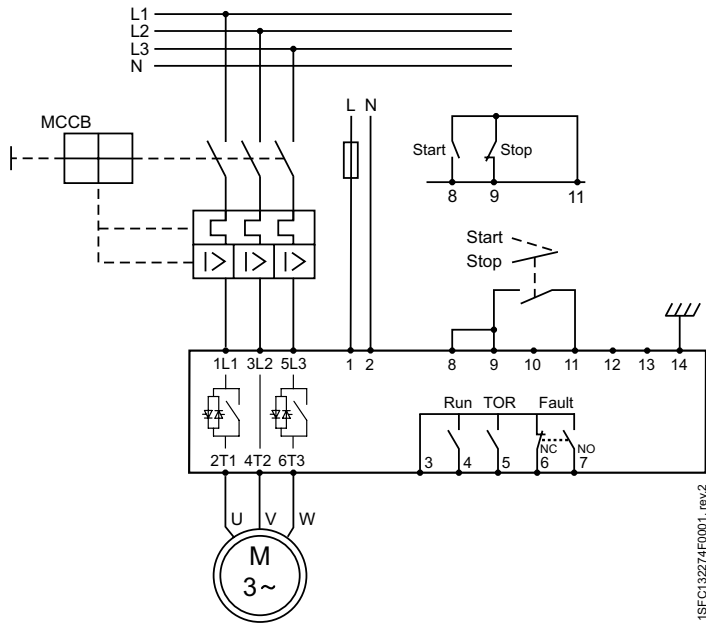 L1
L2
L3
N
MCCB
L N
Start Stop
8 9 11
Start
Stop
I> I> I>
1L1 3L2 5L3 1 2 8 9 10 11 12 13 14
Run TOR Fault
NC NO
2T1 4T2 6T3 3 4 5 6 7
U V W
M
3~
1SFC132274F0001, rev.2